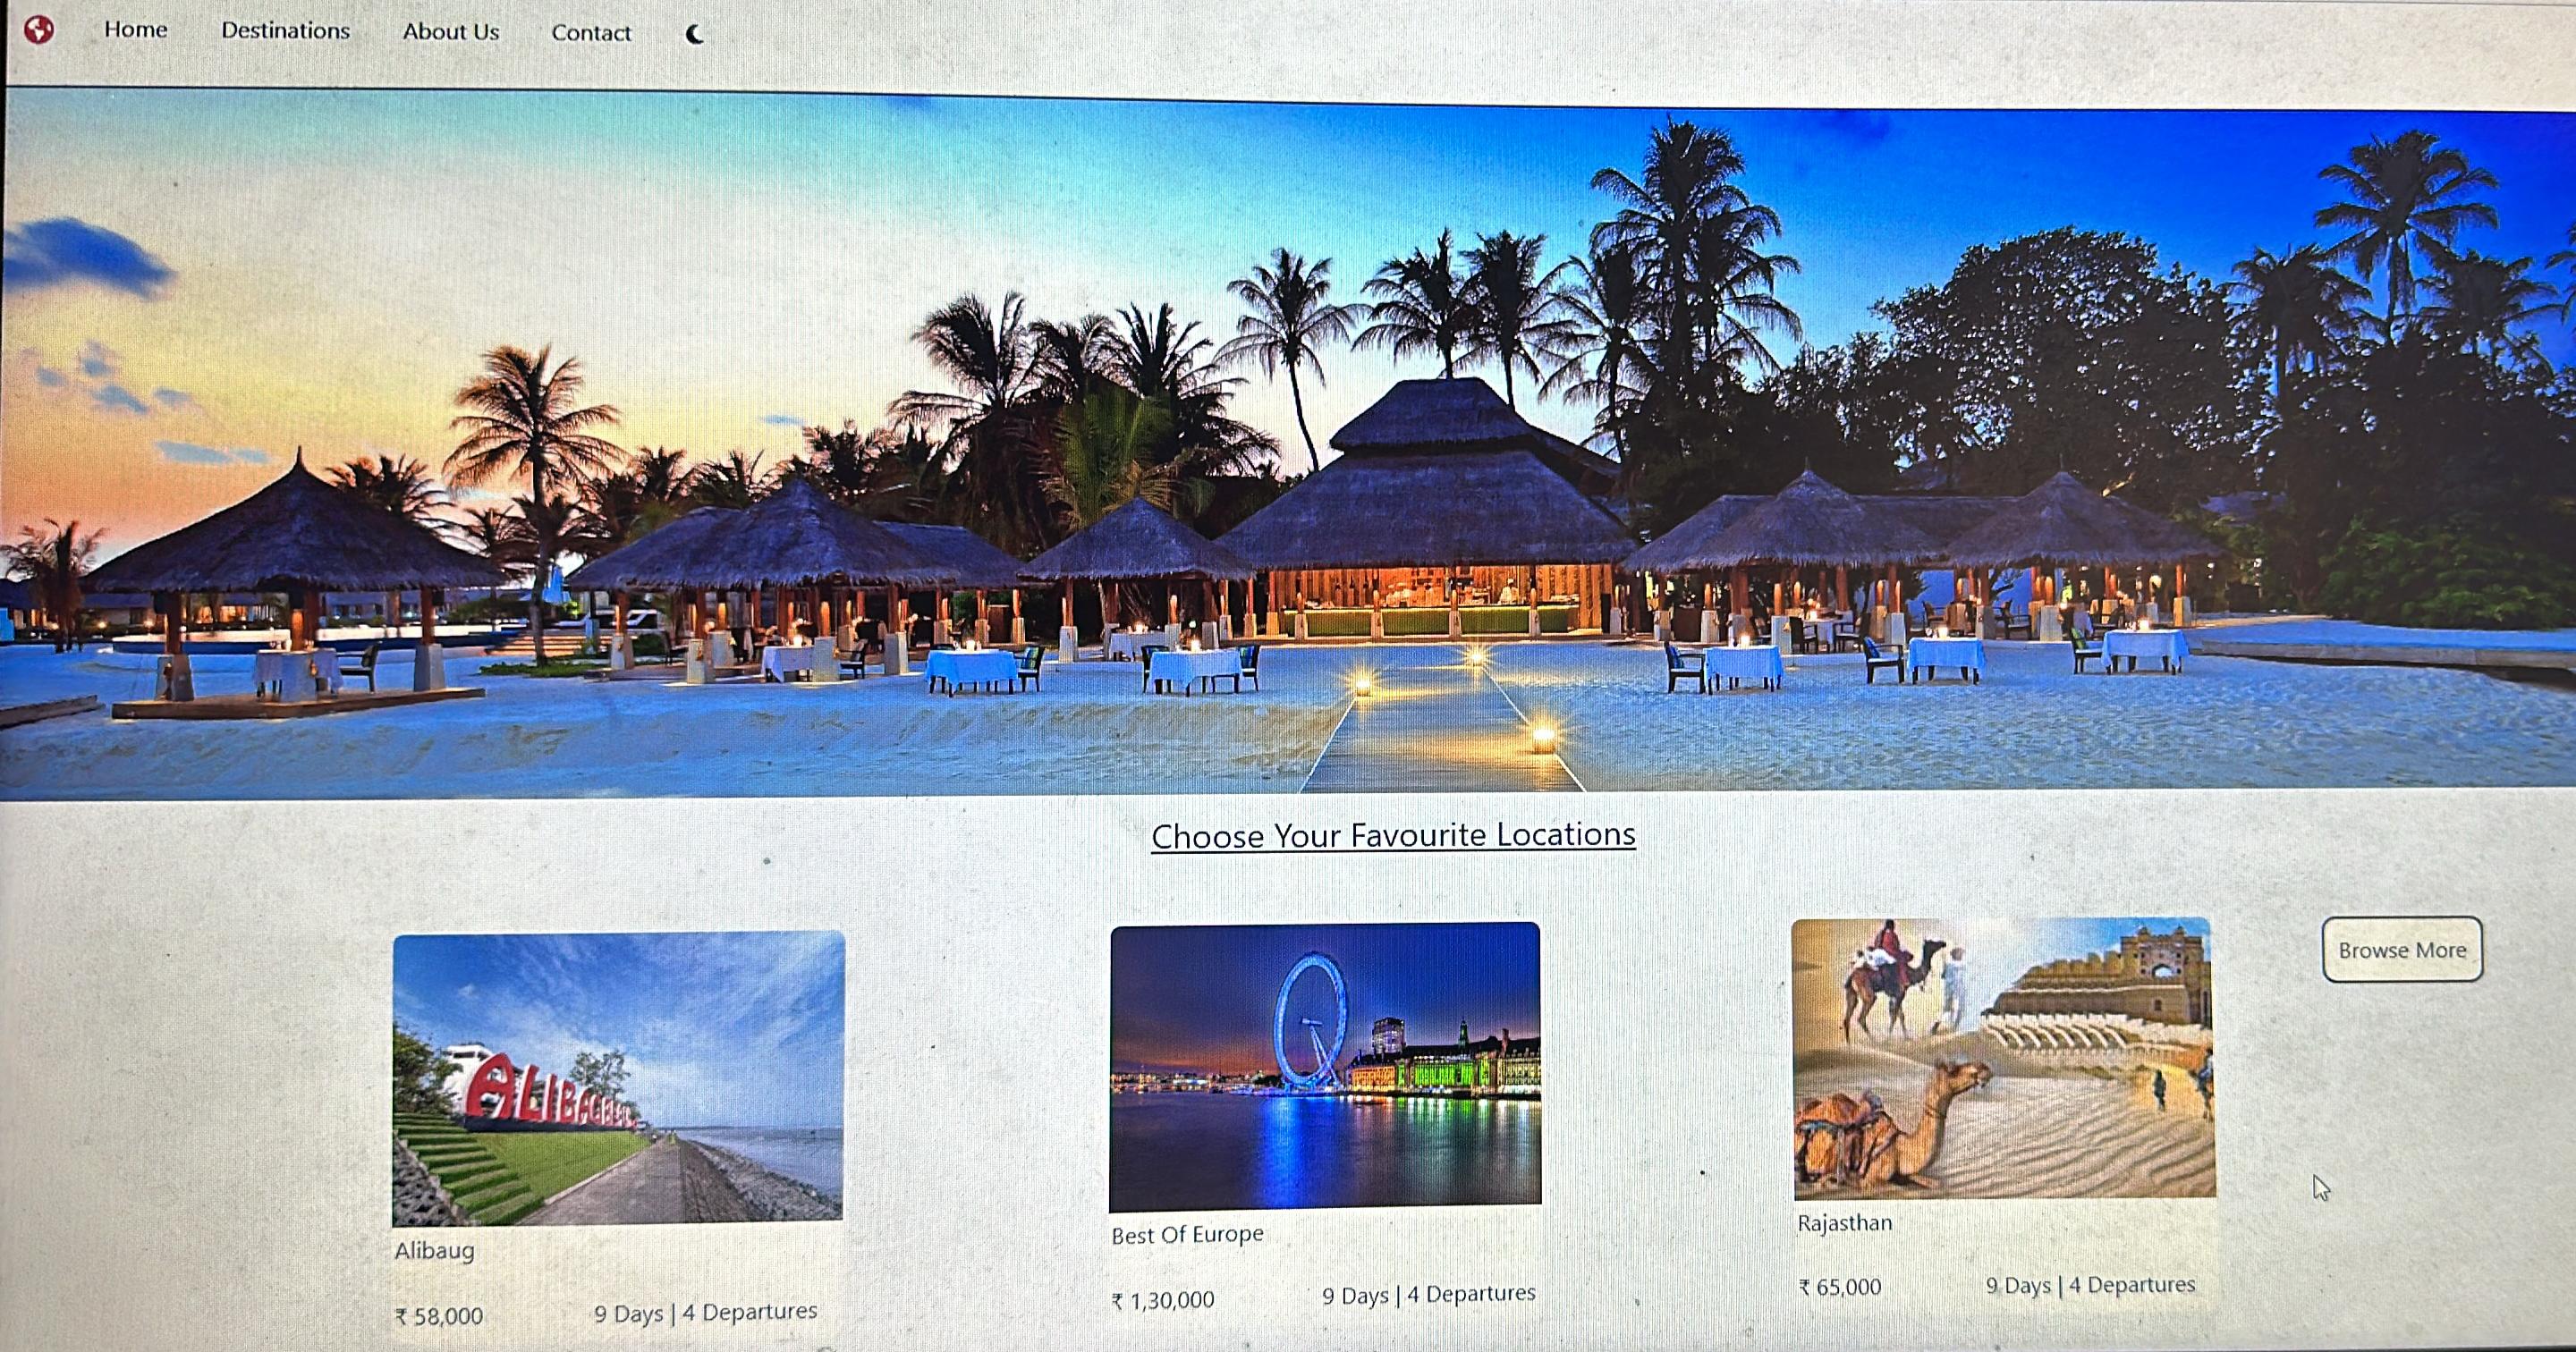 Home Destinations About Us Contact
Choose Your Favourite Locations
Browse More
Alibaug
₹ 58,000 9 Days | 4 Departures
Best Of Europe
₹ 1,30,000 9 Days | 4 Departures
Rajasthan
₹ 65,000 9 Days | 4 Departures